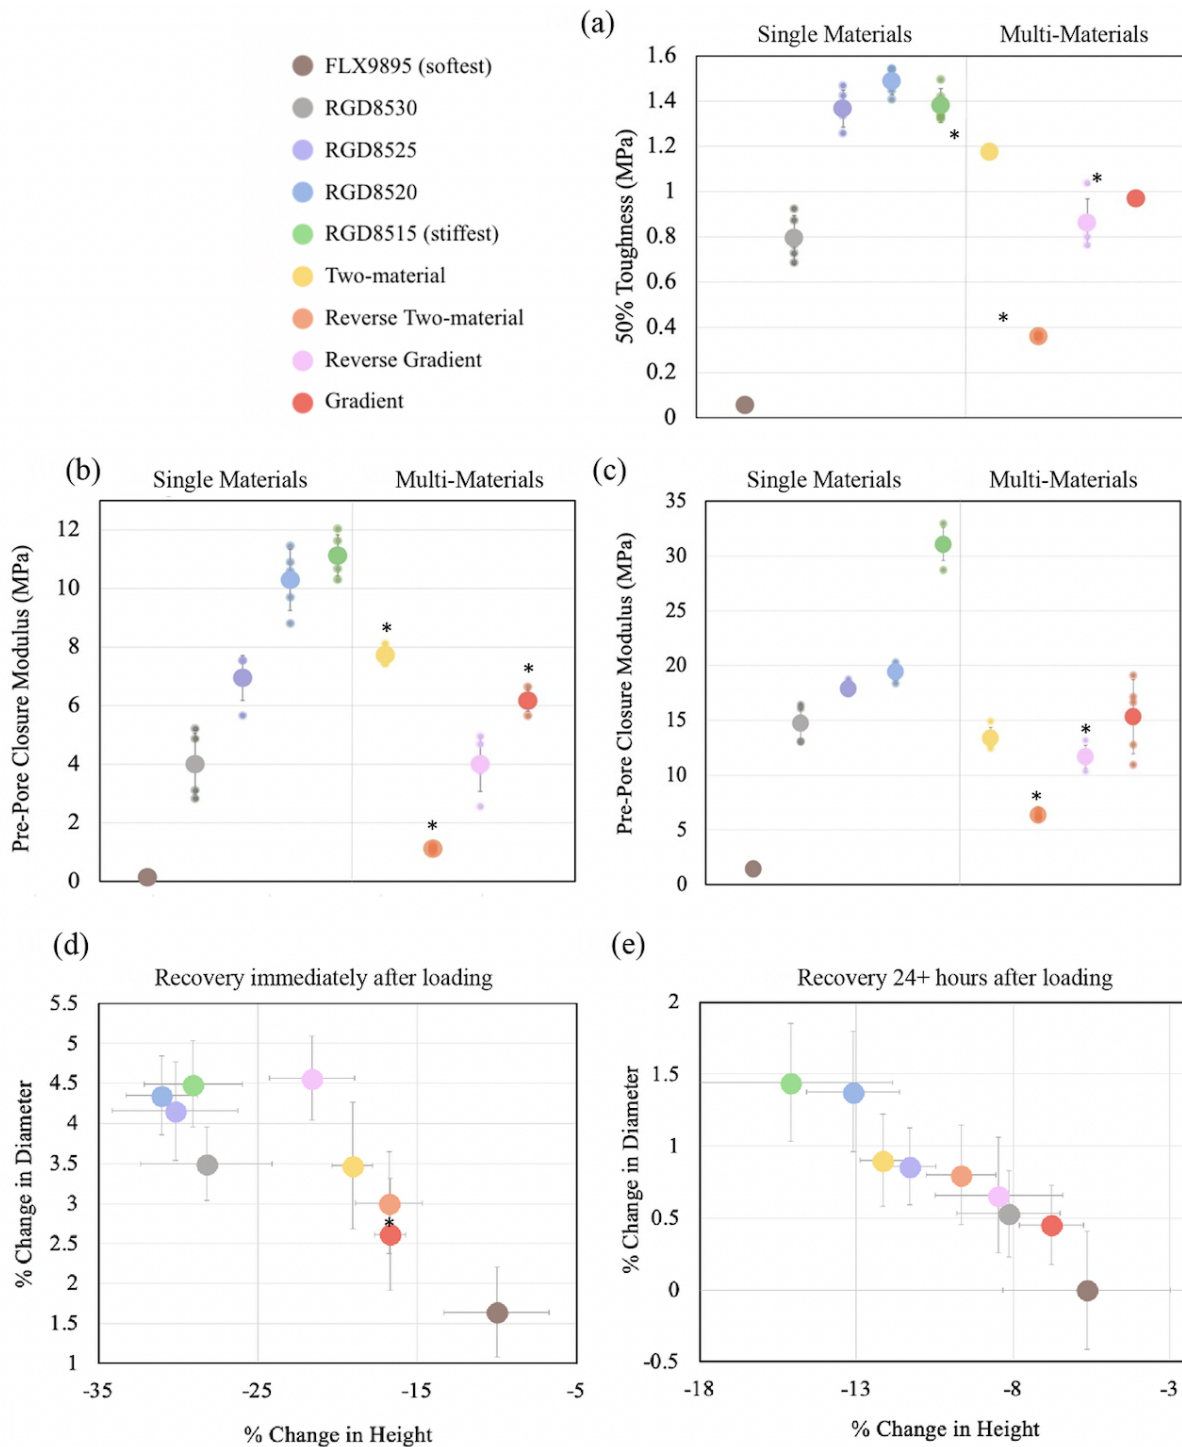 (a)
Single Materials Multi-Materials
FLX9895 (softest)
RGD8530
RGD8525
RGD8520
RGD8515 (stiffest)
Two-material
Reverse Two-material
Reverse Gradient
Gradient
50% Toughness (MPa)
1.6
1.4
1.2
1
0.8
0.6
0.4
0.2
0
*
*
*
(b)
Single Materials Multi-Materials
Pre-Pore Closure Modulus (MPa)
12
10
8
6
4
2
0
*
*
*
(c)
Single Materials Multi-Materials
Pre-Pore Closure Modulus (MPa)
35
30
25
20
15
10
5
0
*
*
(d)
Recovery immediately after loading
% Change in Diameter
5.5
5
4.5
4
3.5
3
2.5
2
1.5
1
*
-35 -25 -15 -5
% Change in Height
(e)
Recovery 24+ hours after loading
% Change in Diameter
2
1.5
1
0.5
0
-0.5
-18 -13 -8 -3
% Change in Height